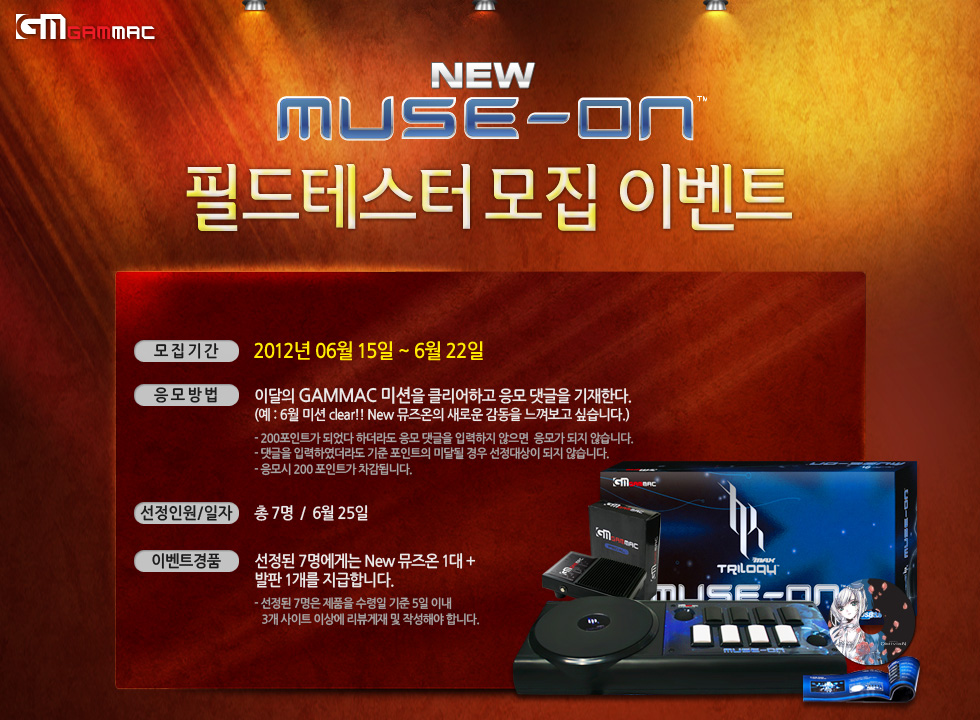 GAMMAC
NEW
MUSE-ON™
필드테스터 모집 이벤트
모집기간
2012년 06월 15일 ~ 6월 22일
응모방법
이달의 GAMMAC 미션을 클리어하고 응모 댓글을 기재한다.
(예 : 6월 미션 clear!! New 뮤즈온의 새로운 감동을 느껴보고 싶습니다.)
- 200포인트가 되었다 하더라도 응모 댓글을 입력하지 않으면 응모가 되지 않습니다.
- 댓글을 입력하였더라도 기준 포인트의 미달될 경우 선정대상이 되지 않습니다.
- 응모시 200 포인트가 차감됩니다.
선정인원/일자
총 7명 / 6월 25일
이벤트경품
선정된 7명에게는 New 뮤즈온 1대 +
발판 1개를 지급합니다.
- 선정된 7명은 제품을 수령일 기준 5일 이내
3개 사이트 이상에 리뷰게재 및 작성해야 합니다.
MUSE-ON
GAMMAC
MUSE-ON
GAMMAC
TRILOGY
MUSE-ON
MUSE-ON